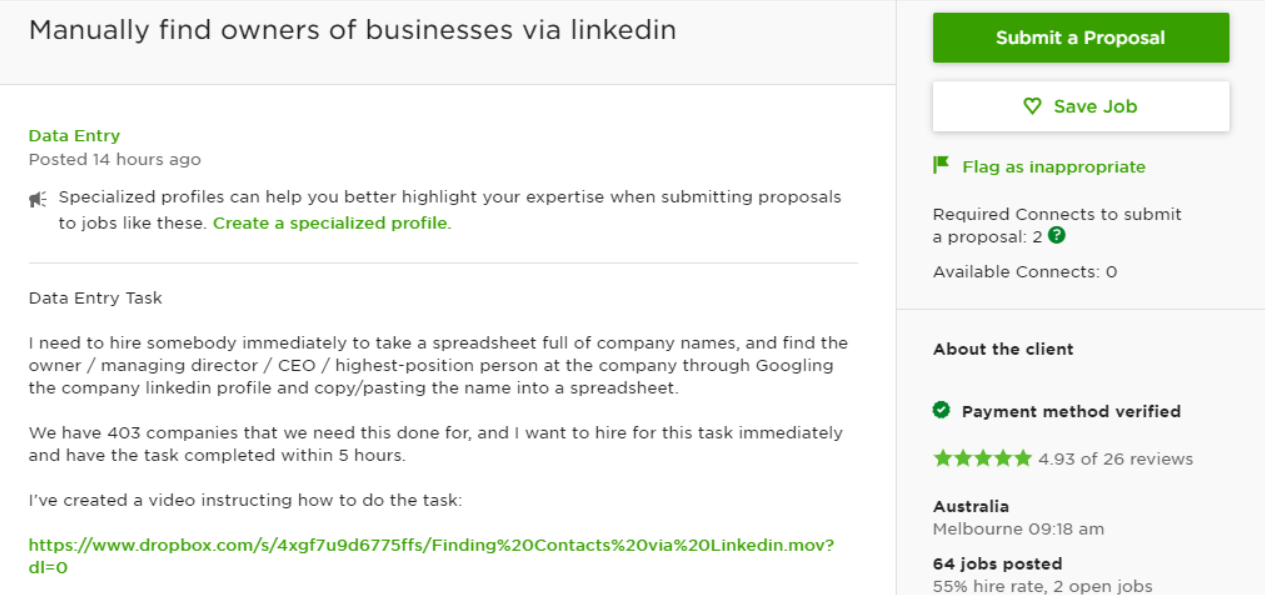 Manually find owners of businesses via linkedin
Data Entry
Posted 14 hours ago
Specialized profiles can help you better highlight your expertise when submitting proposals
to jobs like these. Create a specialized profile.
Data Entry Task
I need to hire somebody immediately to take a spreadsheet full of company names, and find the
owner / managing director / CEO / highest-position person at the company through Googling
the company linkedin profile and copy/pasting the name into a spreadsheet.
We have 403 companies that we need this done for, and I want to hire for this task immediately
and have the task completed within 5 hours.
I've created a video instructing how to do the task:
https://www.dropbox.com/s/4xgf7u9d6775ffs/Finding%20Contacts%20via%20Linkedin.mov?
dl=0
Submit a Proposal
Save Job
Flag as inappropriate
Required Connects to submit
a proposal: 2 ?
Available Connects: 0
About the client
Payment method verified
4.93 of 26 reviews
Australia
Melbourne 09:18 am
64 jobs posted
55% hire rate, 2 open jobs